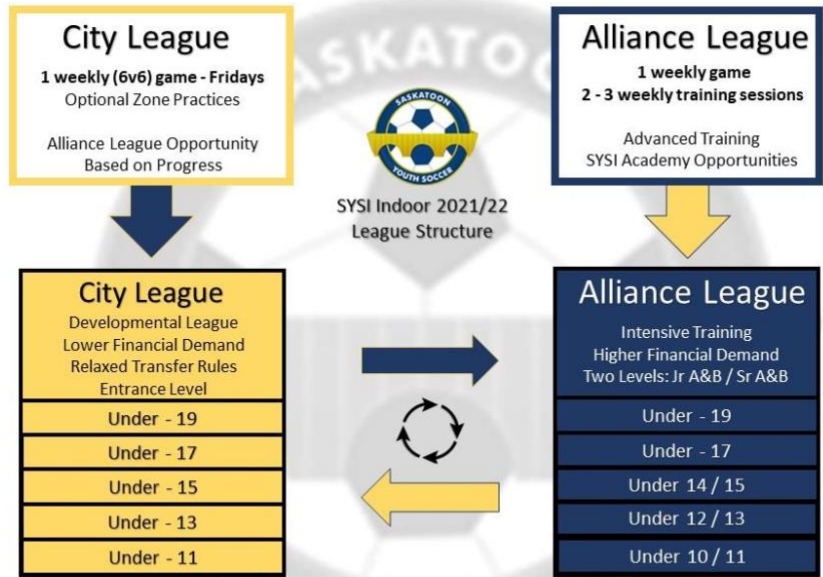 City League
1 weekly (6v6) game - Fridays
Optional Zone Practices
Alliance League Opportunity
Based on Progress
SASKATOO
SASKATOON
YOUTH SOCCER
SYSI Indoor 2021/22
League Structure
Alliance League
1 weekly game
2 - 3 weekly training sessions
Advanced Training
SYSI Academy Opportunities
City League
Developmental League
Lower Financial Demand
Relaxed Transfer Rules
Entrance Level
Under - 19
Under - 17
Under - 15
Under - 13
Under - 11
Alliance League
Intensive Training
Higher Financial Demand
Two Levels: Jr A&B / Sr A&B
Under - 19
Under - 17
Under 14 / 15
Under 12 / 13
Under 10 / 11